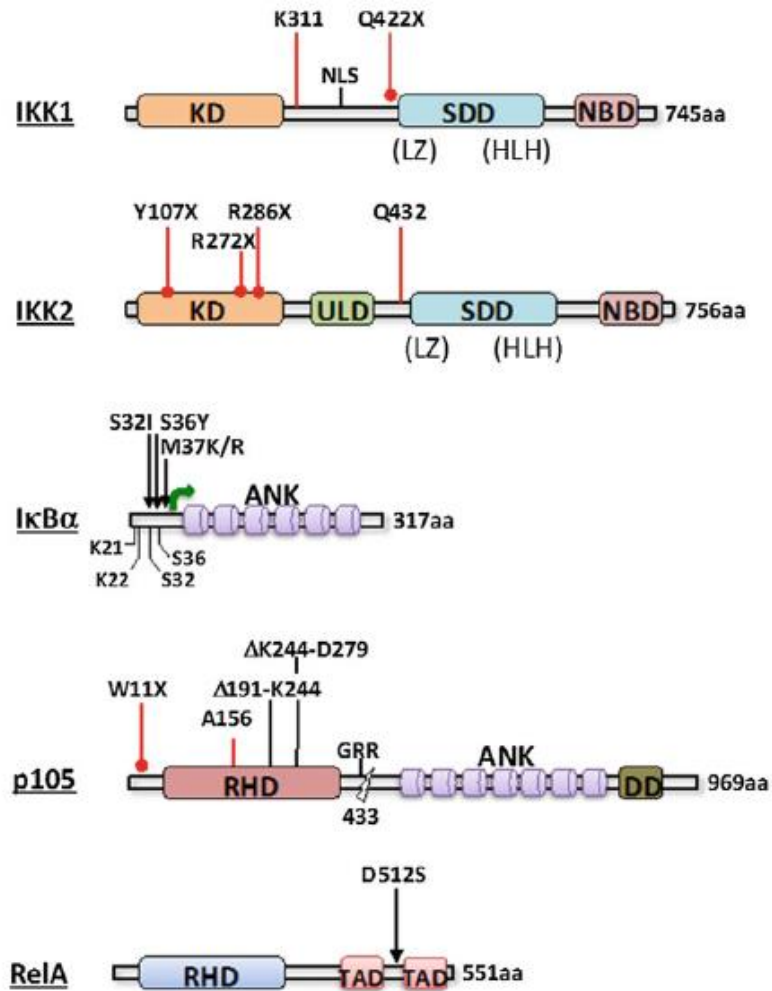 K311 Q422X
NLS
IKK1 KD SDD NBD 745aa
(LZ) (HLH)
Y107X R286X Q432
R272X
IKK2 KD ULD SDD NBD 756aa
(LZ) (HLH)
S32I S36Y
M37K/R
ANK
IκBα 317aa
K21 S36
K22 S32
ΔK244-D279
W11X Δ191-K244
A156
GRR ANK
p105 RHD DD 969aa
433
D512S
RelA RHD TAD TAD 551aa